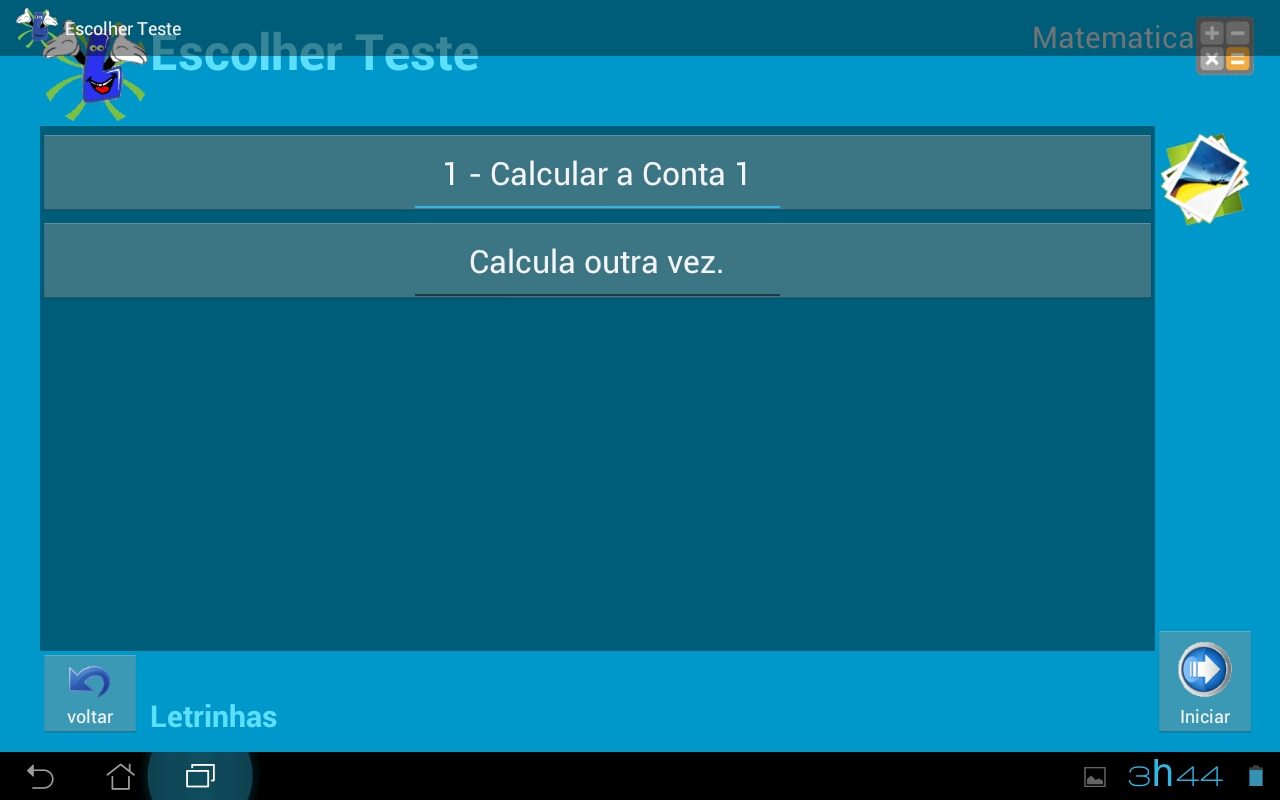 Escolher Teste
Escolher Teste
Matematica
1 - Calcular a Conta 1
Calcula outra vez.
voltar
Letrinhas
Iniciar
3h44